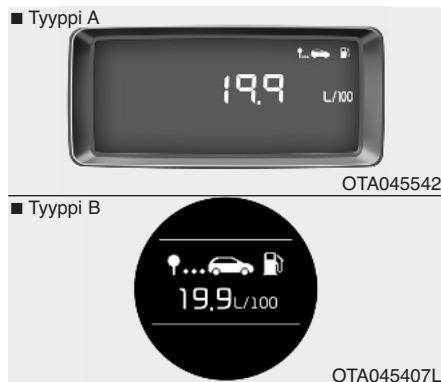 ■ Tyyppi A
19.9 L/100
OTA045542
■ Tyyppi B
19.9L/100
OTA045407L